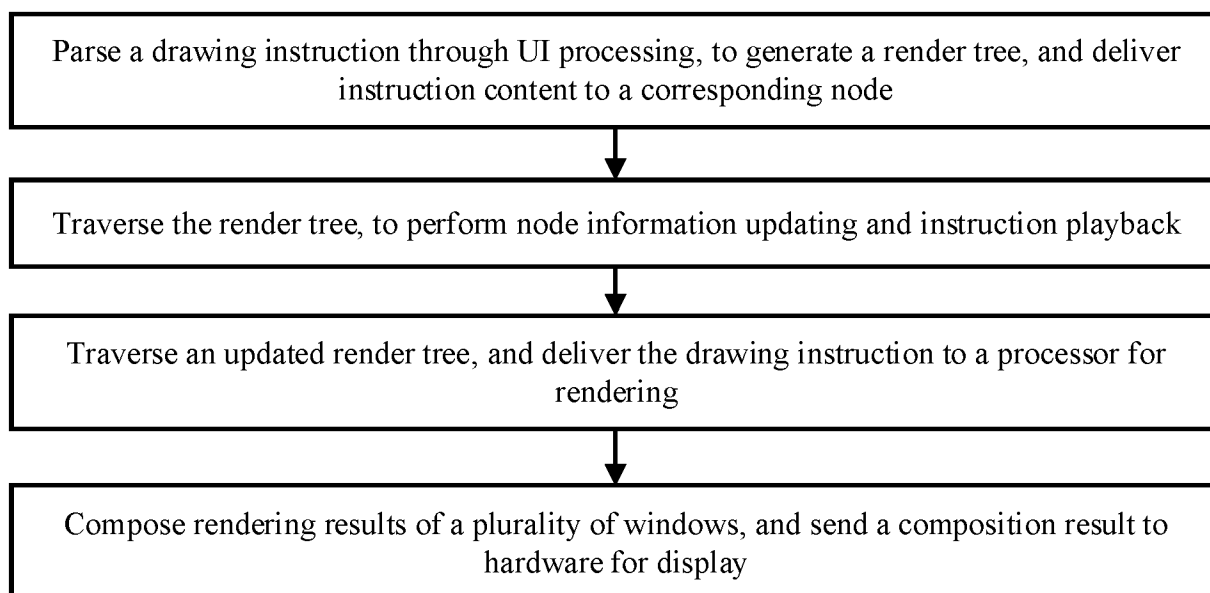 Parse a drawing instruction through UI processing, to generate a render tree, and deliver
instruction content to a corresponding node
Traverse the render tree, to perform node information updating and instruction playback
Traverse an updated render tree, and deliver the drawing instruction to a processor for
rendering
Compose rendering results of a plurality of windows, and send a composition result to
hardware for display